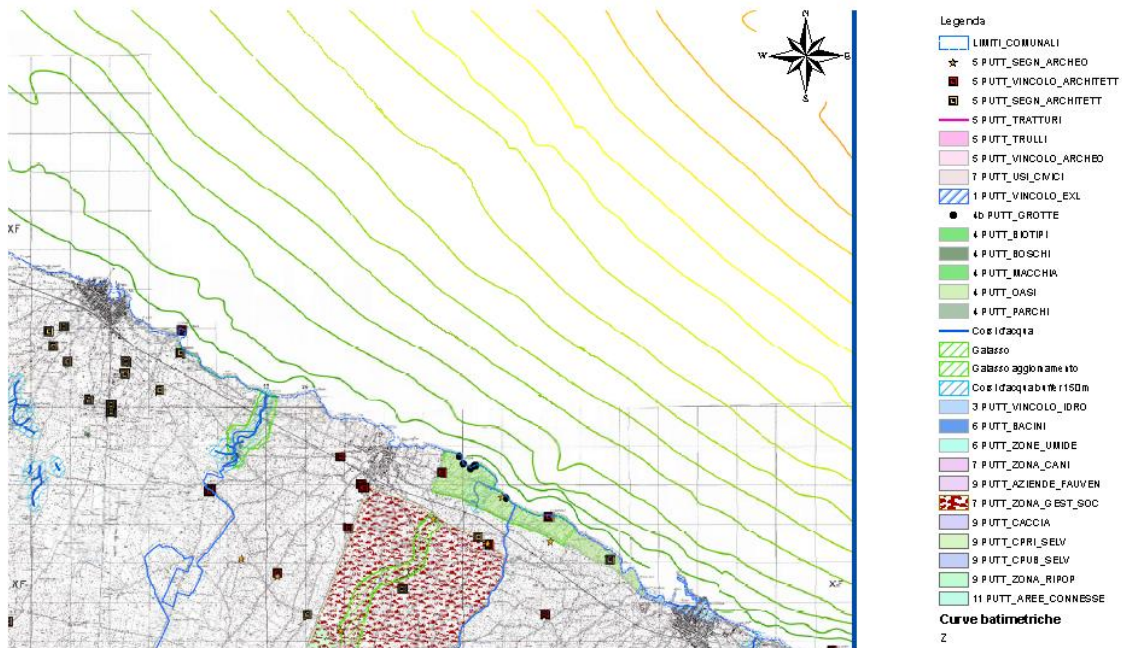 N
W
E
S
XF
XF
XF
Legenda
LIMITI_COMUNALI
5 PUTT_SEGN_ARCHEO
5 PUTT_VINCOLO_ARCHITETT
5 PUTT_SEGN_ARCHITETT
5 PUTT_TRATTURI
5 PUTT_TRULLI
5 PUTT_VINCOLO_ARCHEO
7 PUTT_USI_CIVICI
1 PUTT_VINCOLO_EXL
4b PUTT_GROTTE
4 PUTT_BIOTIPI
4 PUTT_BOSCHI
4 PUTT_MACCHIA
4 PUTT_OASI
4 PUTT_PARCHI
Corsi d'acqua
Galasso
Galasso aggiornamento
Corsi d'acqua buffer 150m
3 PUTT_VINCOLO_IDRO
6 PUTT_BACINI
6 PUTT_ZONE_UMIDE
7 PUTT_ZONA_CANI
9 PUTT_AZIENDE_FAUVEN
7 PUTT_ZONA_GEST_SOC
9 PUTT_CACCIA
9 PUTT_CPRI_SELV
9 PUTT_CPUB_SELV
9 PUTT_ZONA_RIPOP
11 PUTT_AREE_CONNESSE
Curve batimetriche
Z